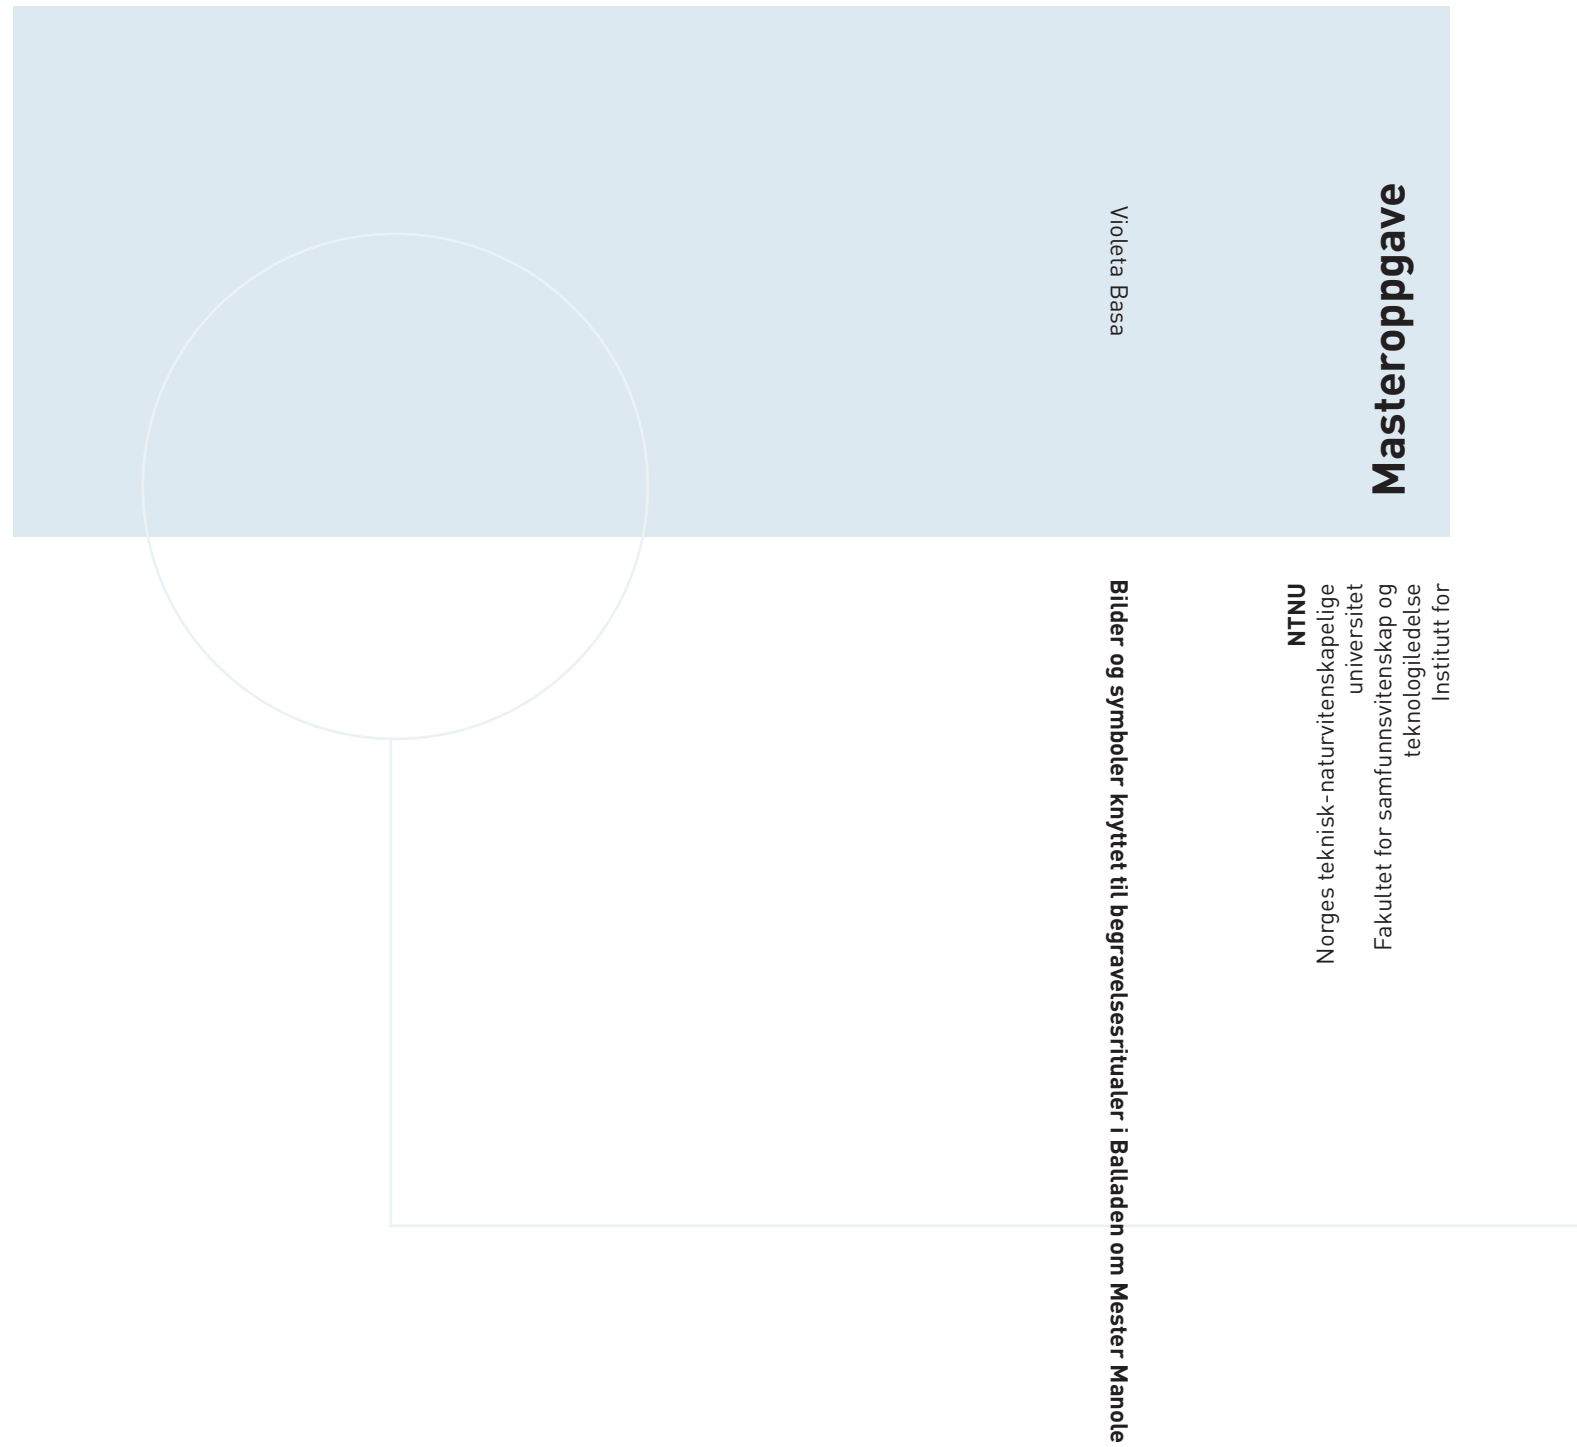 Masteroppgave
NTNU
Norges teknisk-naturvitenskapelige
universitet
Fakultet for samfunnsvitenskap og
teknologiledelse
Institutt for
Violeta Basa
Bilder og symboler knyttet til begravelsesritualer i Balladen om Mester Manole